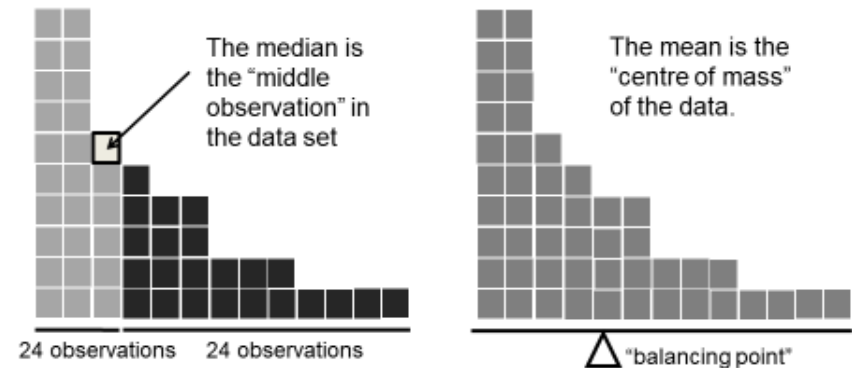 The median is
the “middle
observation” in
the data set
24 observations
24 observations
The mean is the
“centre of mass”
of the data.
“balancing point”